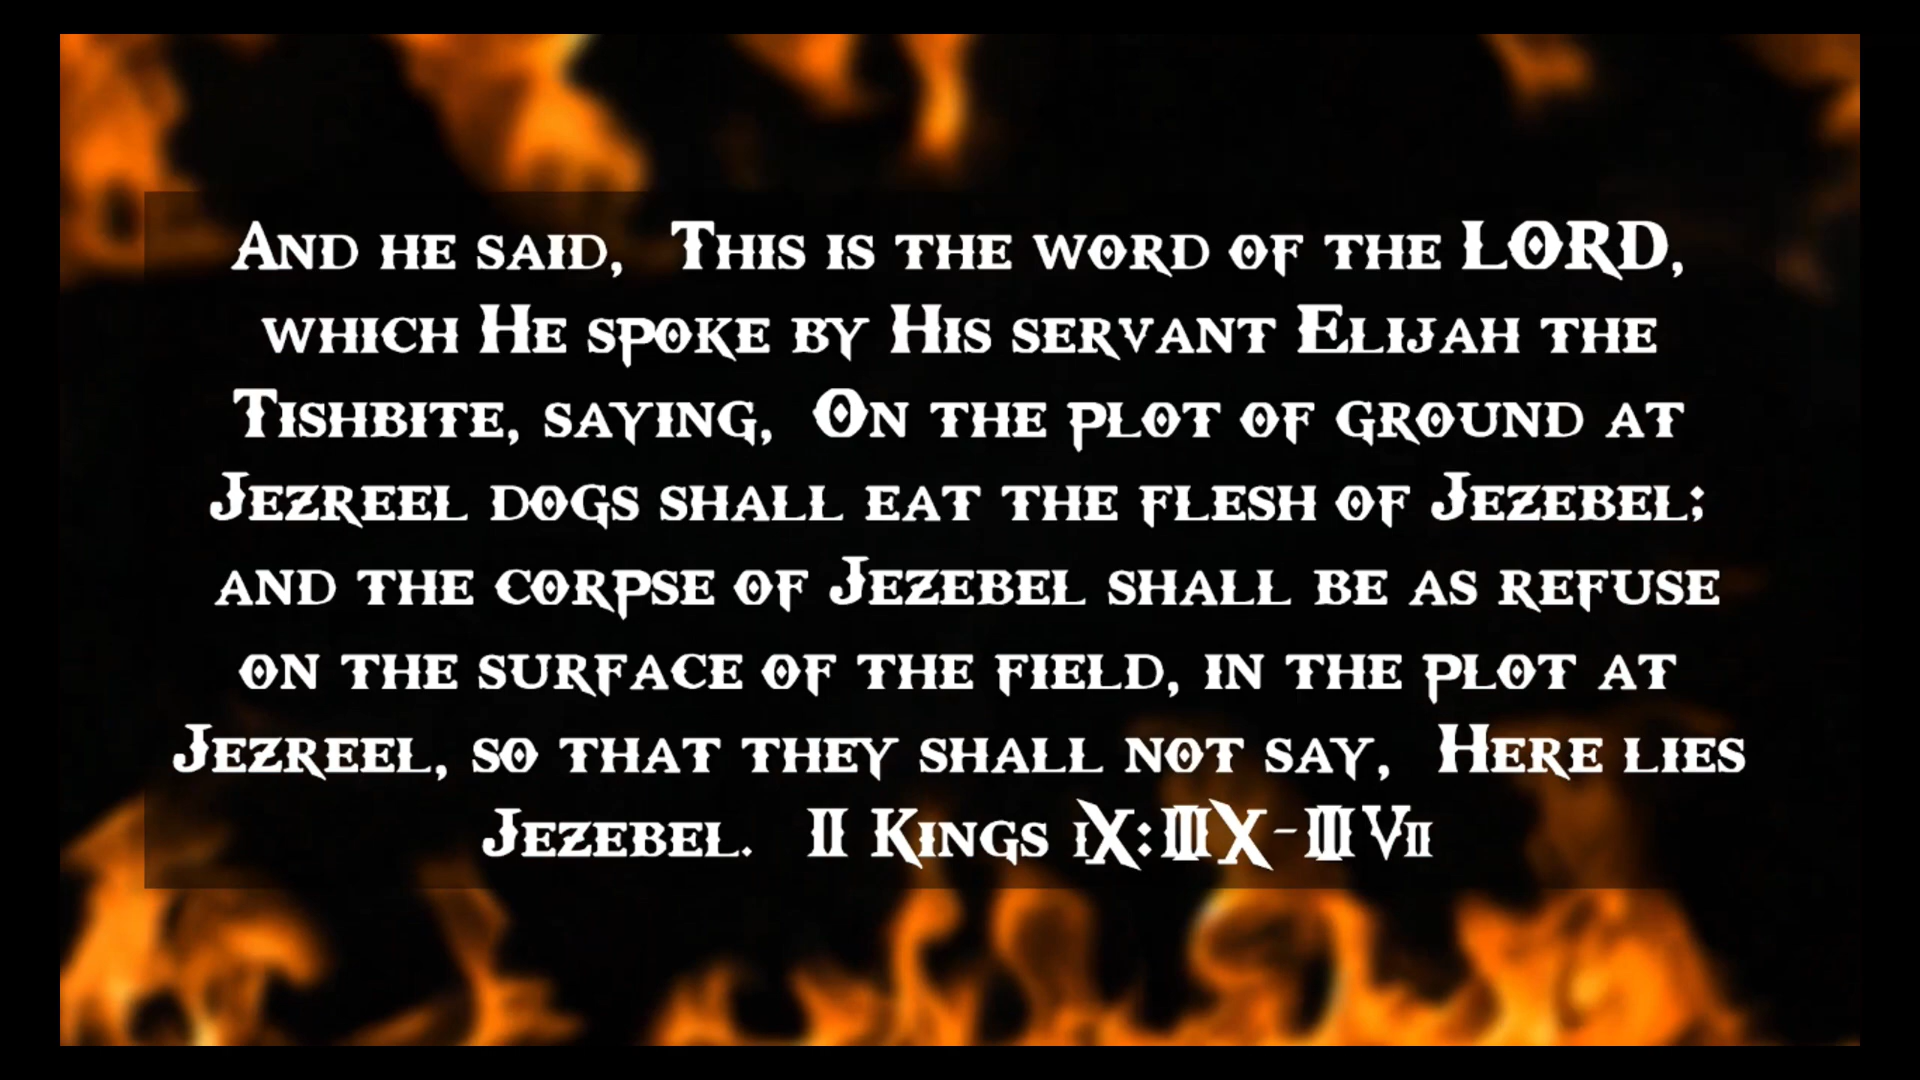 And he said, This is the word of the LORD,
which He spoke by His servant Elijah the
Tishbite, saying, On the plot of ground at
Jezreel dogs shall eat the flesh of Jezebel;
and the corpse of Jezebel shall be as refuse
on the surface of the field, in the plot at
Jezreel, so that they shall not say, Here lies
Jezebel. II Kings IX:IIIX-IIIVII